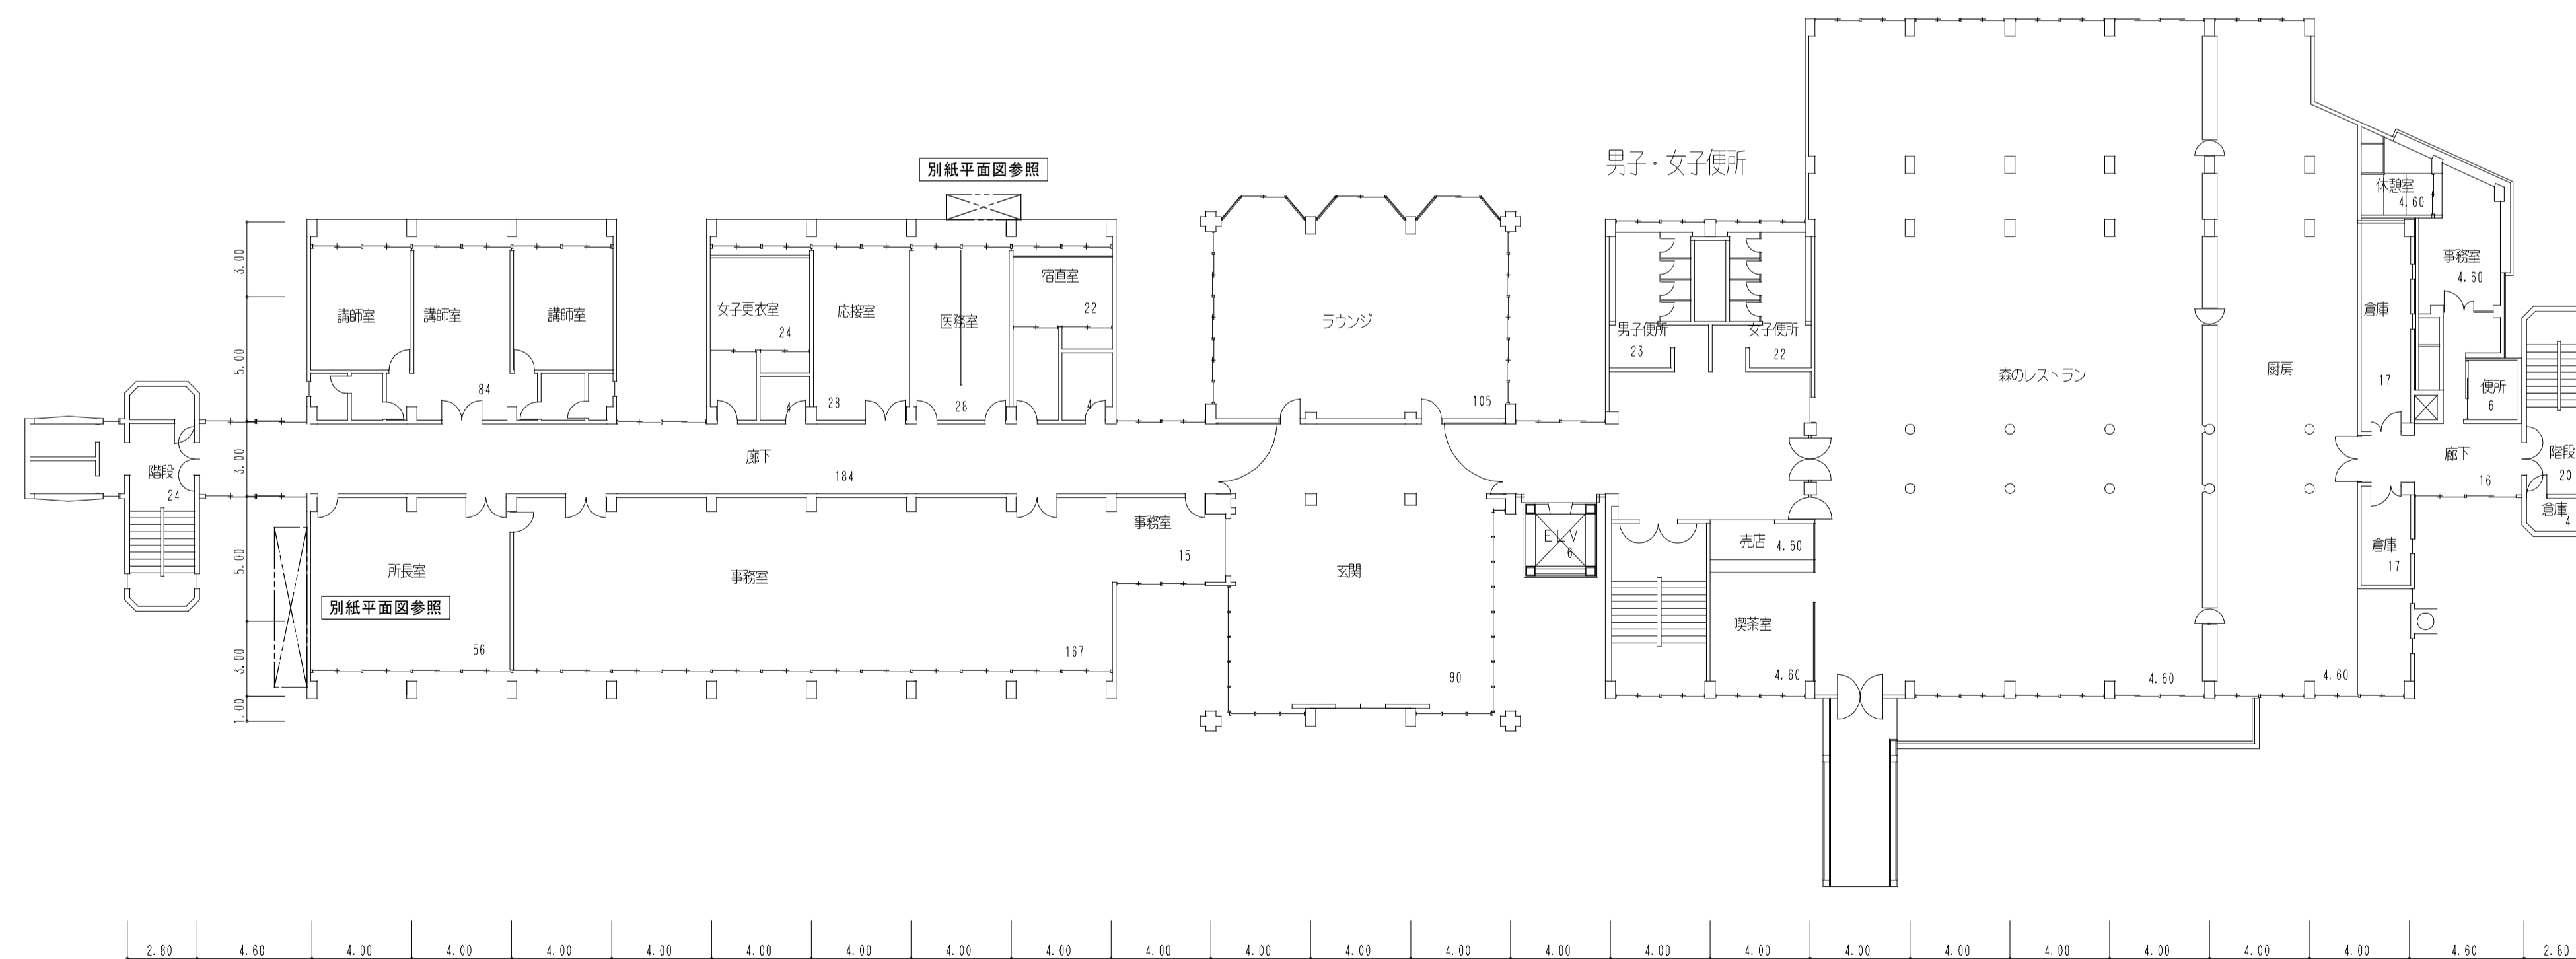 別紙平面図参照
男子・女子便所
休憩室
4.60
宿直室
22
事務室
4.60
3.00
講師室
講師室
講師室
女子更衣室
24
応接室
医務室
ラウンジ
男子便所
23
女子便所
22
倉庫
17
5.00
84
4
28
28
4
105
森のレストラン
厨房
便所
6
階段
24
3.00
廊下
184
廊下
16
階段
20
倉庫
4
事務室
15
ELV
6
売店
4.60
倉庫
17
5.00
所長室
別紙平面図参照
56
事務室
167
玄関
90
喫茶室
4.60
4.60
4.60
3.00
1.00
2.80 4.60 4.00 4.00 4.00 4.00 4.00 4.00 4.00 4.00 4.00 4.00 4.00 4.00 4.00 4.00 4.00 4.00 4.00 4.00 4.00 4.00 4.00 4.60 2.80